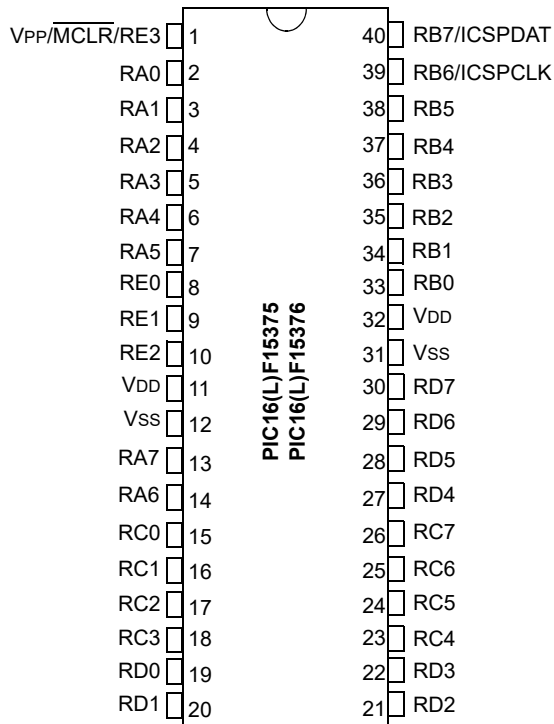 VPP/MCLR/RE3 1 40 RB7/ICSPDAT
RA0 2 39 RB6/ICSPCLK
RA1 3 38 RB5
RA2 4 37 RB4
RA3 5 36 RB3
RA4 6 35 RB2
RA5 7 34 RB1
RE0 8 33 RB0
RE1 9 32 VDD
RE2 10 31 VSS
VDD 11 30 RD7
VSS 12 29 RD6
RA7 13 28 RD5
RA6 14 27 RD4
RC0 15 26 RC7
RC1 16 25 RC6
RC2 17 24 RC5
RC3 18 23 RC4
RD0 19 22 RD3
RD1 20 21 RD2
PIC16(L)F15375
PIC16(L)F15376